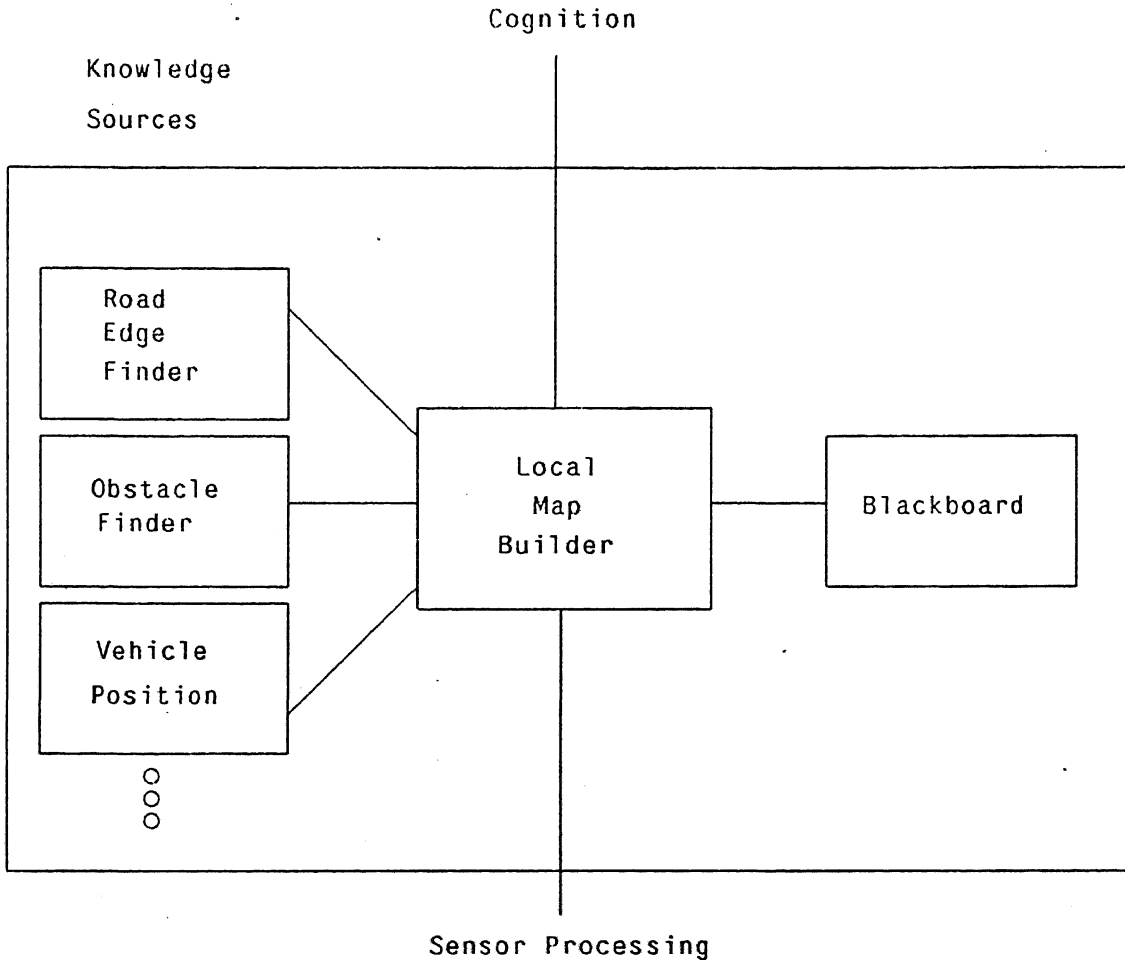 Cognition
Knowledge
Sources
Road
Edge
Finder
Obstacle
Finder
Vehicle
Position
Local
Map
Builder
Blackboard
Sensor Processing